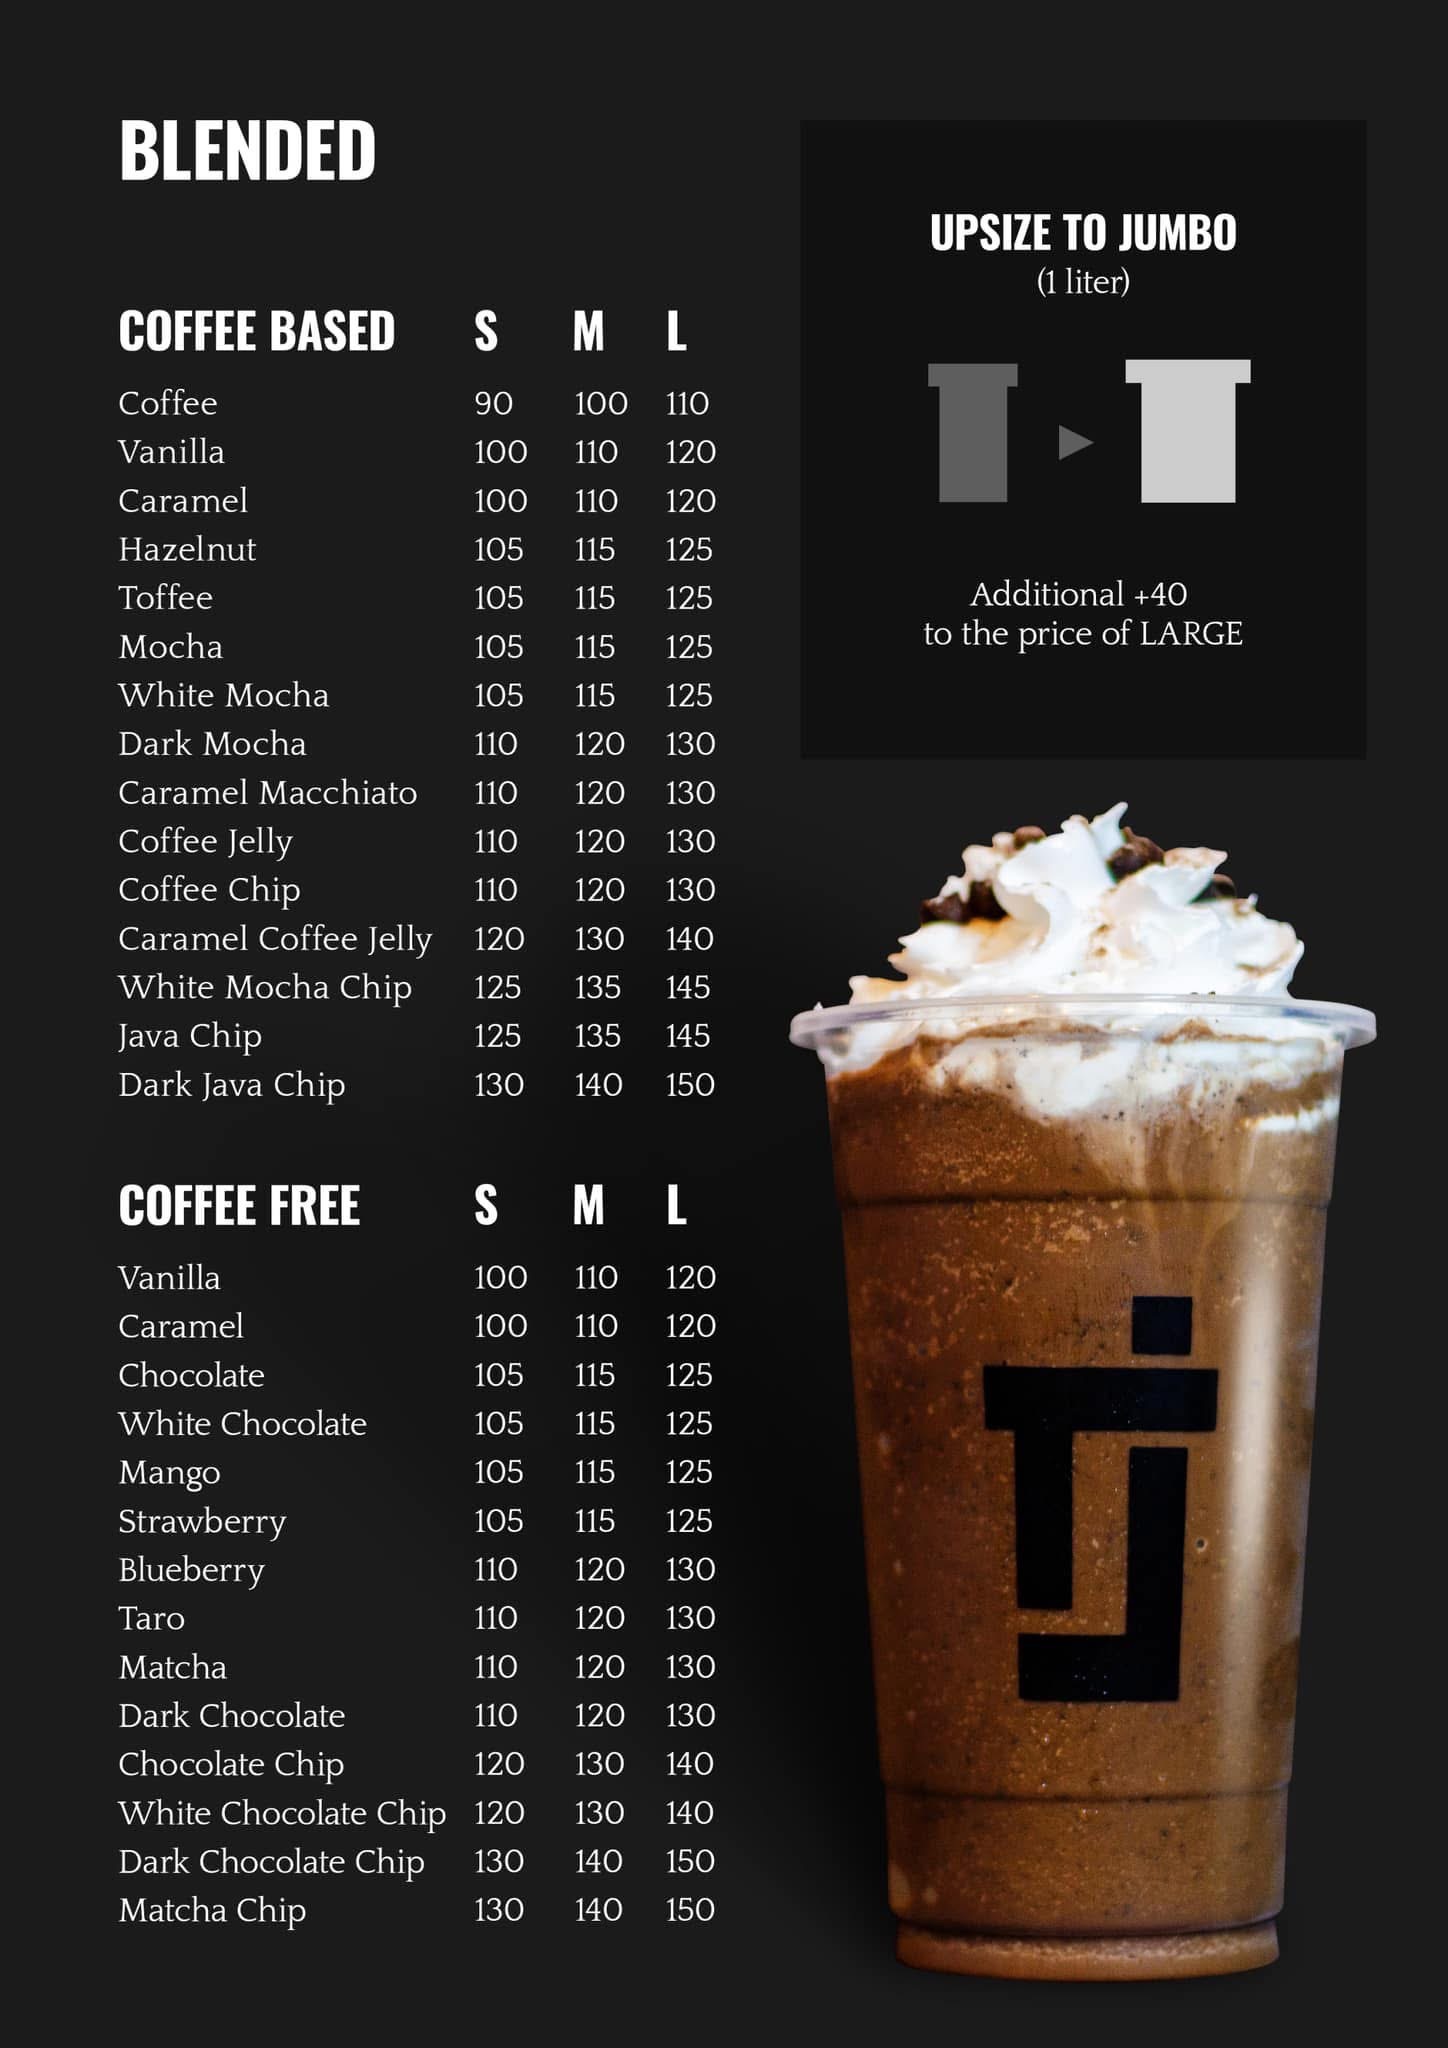 BLENDED
COFFEE BASED S M L
Coffee 90 100 110
Vanilla 100 110 120
Caramel 100 110 120
Hazelnut 105 115 125
Toffee 105 115 125
Mocha 105 115 125
White Mocha 105 115 125
Dark Mocha 110 120 130
Caramel Macchiato 110 120 130
Coffee Jelly 110 120 130
Coffee Chip 110 120 130
Caramel Coffee Jelly 120 130 140
White Mocha Chip 125 135 145
Java Chip 125 135 145
Dark Java Chip 130 140 150
COFFEE FREE S M L
Vanilla 100 110 120
Caramel 100 110 120
Chocolate 105 115 125
White Chocolate 105 115 125
Mango 105 115 125
Strawberry 105 115 125
Blueberry 110 120 130
Taro 110 120 130
Matcha 110 120 130
Dark Chocolate 110 120 130
Chocolate Chip 120 130 140
White Chocolate Chip 120 130 140
Dark Chocolate Chip 130 140 150
Matcha Chip 130 140 150
UPSIZE TO JUMBO
(1 liter)
Additional +40
to the price of LARGE
Tj